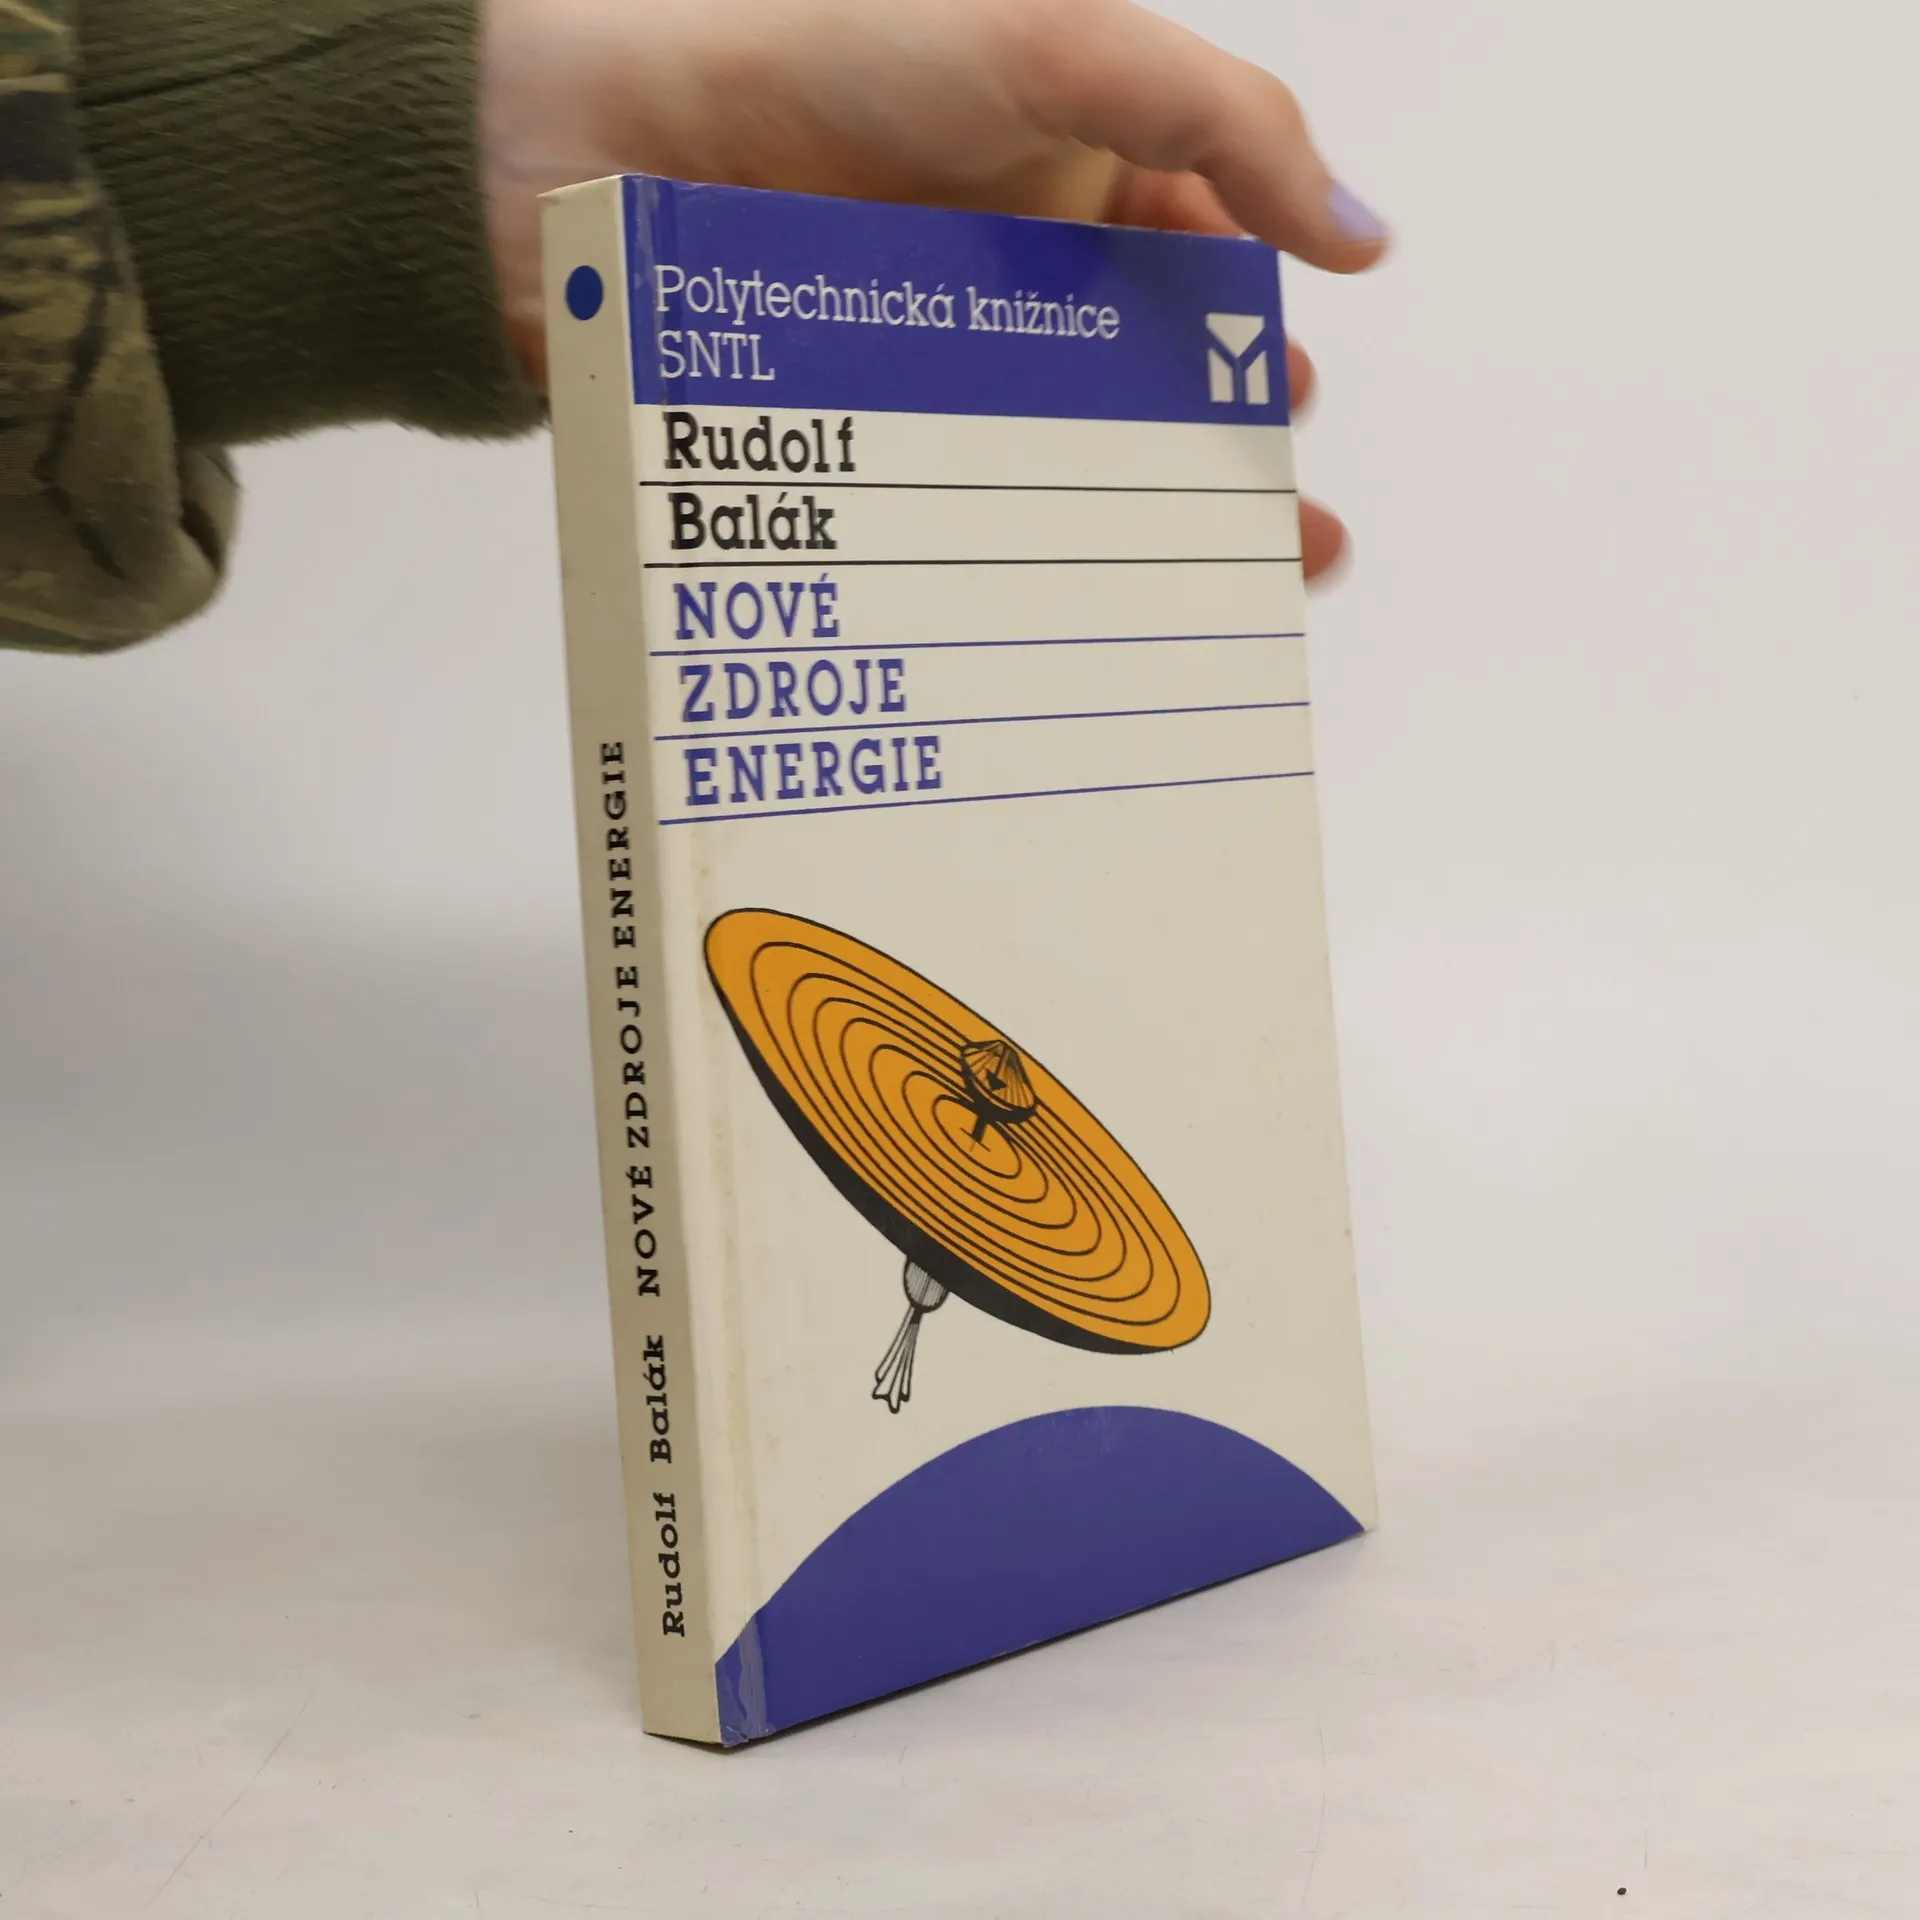 Polytechnická knižnice
SNTL
Rudolf
Balák
NOVÉ
ZDROJE
ENERGIE
Rudolf Balák NOVÉ ZDROJE ENERGIE